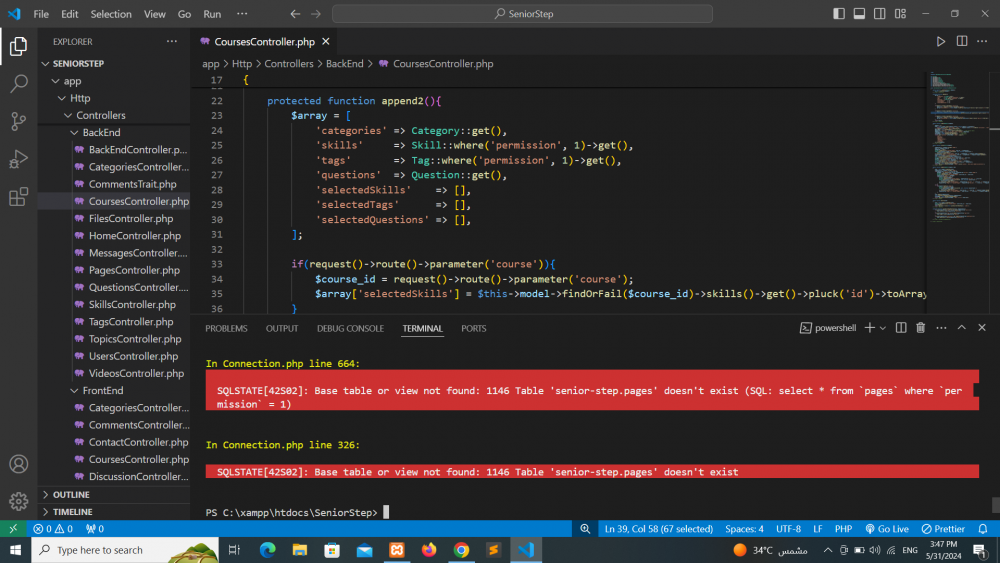 File Edit Selection View Go Run ··· SeniorStep
EXPLORER ···
SENIORSTEP
app
Http
Controllers
BackEnd
BackEndController.p...
CategoriesController...
CommentsTrait.php
CoursesController.php
FilesController.php
HomeController.php
MessagesController....
PagesController.php
QuestionsController....
SkillsController.php
TagsController.php
TopicsController.php
UsersController.php
VideosController.php
FrontEnd
CategoriesController...
CommentsController...
ContactController.php
CoursesController.php
DiscussionController...
OUTLINE
TIMELINE
CoursesController.php
app > Http > Controllers > BackEnd > CoursesController.php
17 {
22 protected function append2(){
23 $array = [
24 'categories' => Category::get(),
25 'skills' => Skill::where('permission', 1)->get(),
26 'tags' => Tag::where('permission', 1)->get(),
27 'questions' => Question::get(),
28 'selectedSkills' => [],
29 'selectedTags' => [],
30 'selectedQuestions' => [],
31 ];
32
33 if(request()->route()->parameter('course')){
34 $course_id = request()->route()->parameter('course');
35 $array['selectedSkills'] = $this->model->findOrFail($course_id)->skills()->get()->pluck('id')->toArray
36 }
PROBLEMS OUTPUT DEBUG CONSOLE TERMINAL PORTS powershell ···
In Connection.php line 664:
SQLSTATE[42S02]: Base table or view not found: 1146 Table 'senior-step.pages' doesn't exist (SQL: select * from `pages` where `per
mission` = 1)
In Connection.php line 326:
SQLSTATE[42S02]: Base table or view not found: 1146 Table 'senior-step.pages' doesn't exist
PS C:\xampp\htdocs\SeniorStep>
0 0 0 Ln 39, Col 58 (67 selected) Spaces: 4 UTF-8 LF PHP Go Live Prettier
Type here to search 34°C مشمس ENG 3:47 PM
5/31/2024 1